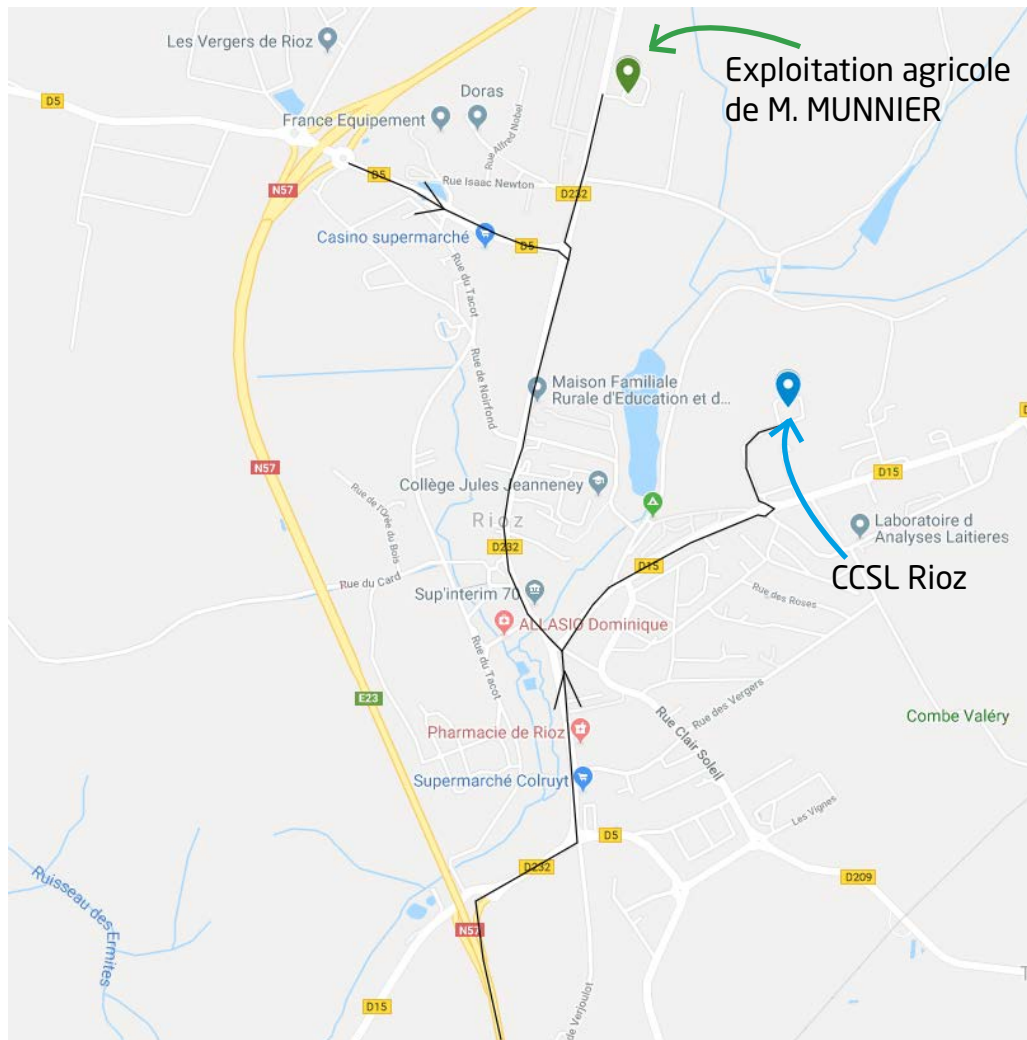 Les Vergers de Rioz
Exploitation agricole
de M. MUNNIER
D5
Doras
France Equipement
Rue Alfred Nobel
N57
D5
Rue Isaac Newton
D232
Casino supermarché
D5
Rue du Tacot
Rue de Noirfond
Maison Familiale
Rurale d'Education et d...
N57
D15
Collège Jules Jeanneney
Rue de l'Orée du Bois
Rioz
Laboratoire d
Analyses Laitieres
D232
D15
Rue du Card
CCSL Rioz
Sup'interim 70
Rue des Roses
ALLASIO Dominique
Rue du Tacot
E23
Rue des Vergers
Combe Valéry
Pharmacie de Rioz
Rue Clair Soleil
Supermarché Colruyt
Les Vignes
D5
D232
D209
Ruisseau des Ermites
N57
D15
de Verjoulot